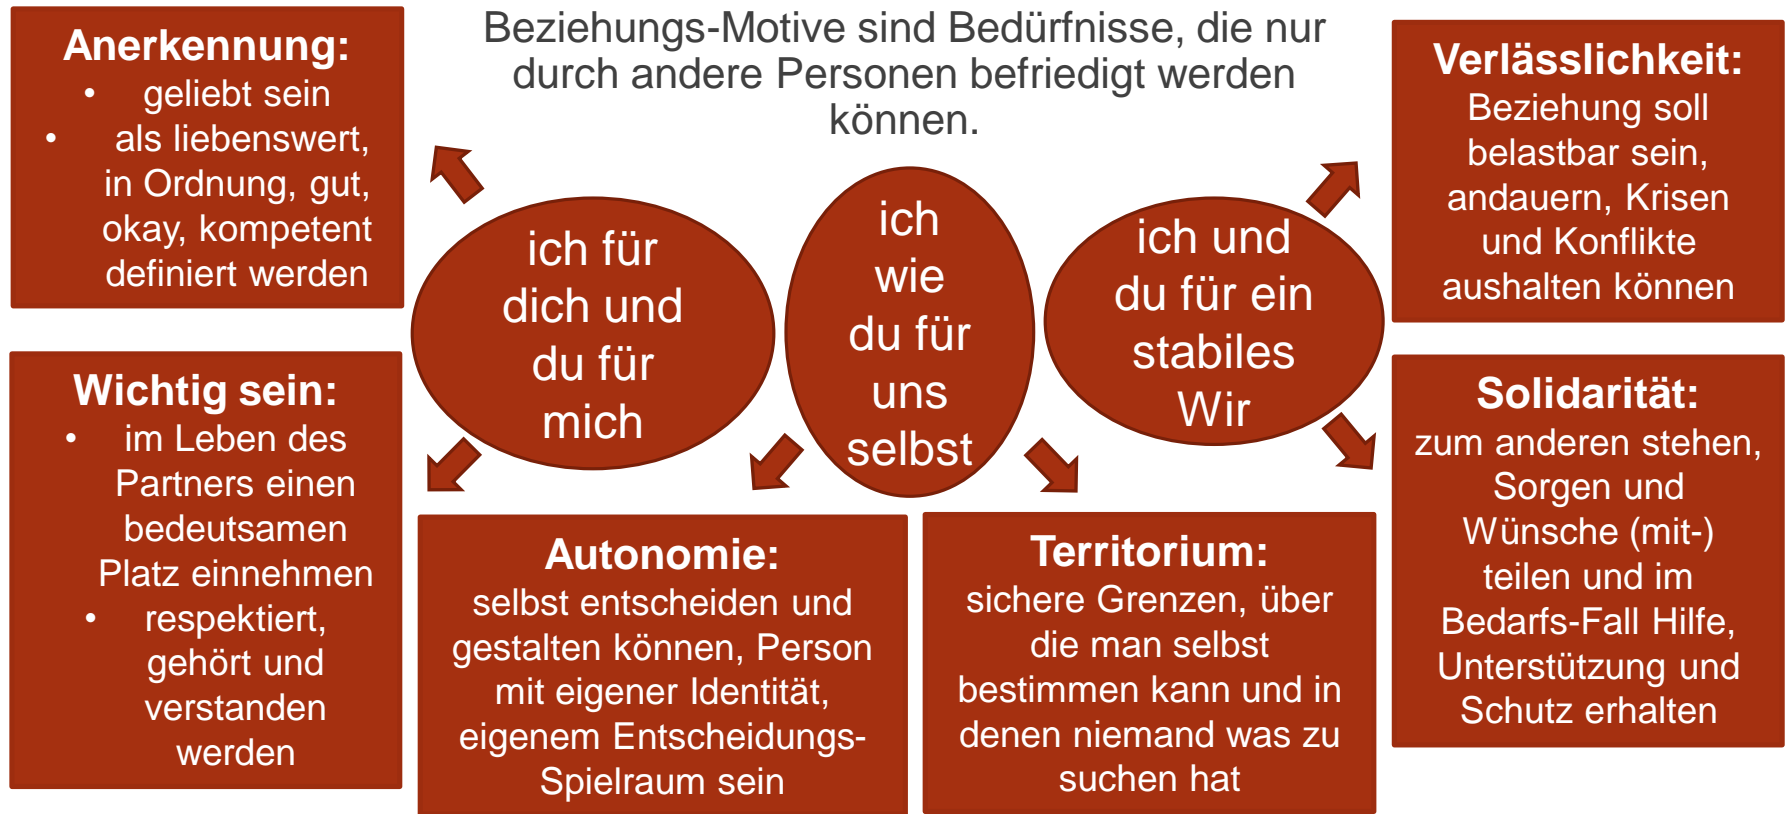 Beziehungs-Motive sind Bedürfnisse, die nur
durch andere Personen befriedigt werden
können.
Anerkennung:
• geliebt sein
• als liebenswert,
in Ordnung, gut,
okay, kompetent
definiert werden
Wichtig sein:
• im Leben des
Partners einen
bedeutsamen
Platz einnehmen
• respektiert,
gehört und
verstanden
werden
ich für
dich und
du für
mich
ich
wie
du für
uns
selbst
ich und
du für ein
stabiles
Wir
Autonomie:
selbst entscheiden und
gestalten können, Person
mit eigener Identität,
eigenem Entscheidungs-
Spielraum sein
Territorium:
sichere Grenzen, über
die man selbst
bestimmen kann und in
denen niemand was zu
suchen hat
Verlässlichkeit:
Beziehung soll
belastbar sein,
andauern, Krisen
und Konflikte
aushalten können
Solidarität:
zum anderen stehen,
Sorgen und
Wünsche (mit-)
teilen und im
Bedarfs-Fall Hilfe,
Unterstützung und
Schutz erhalten